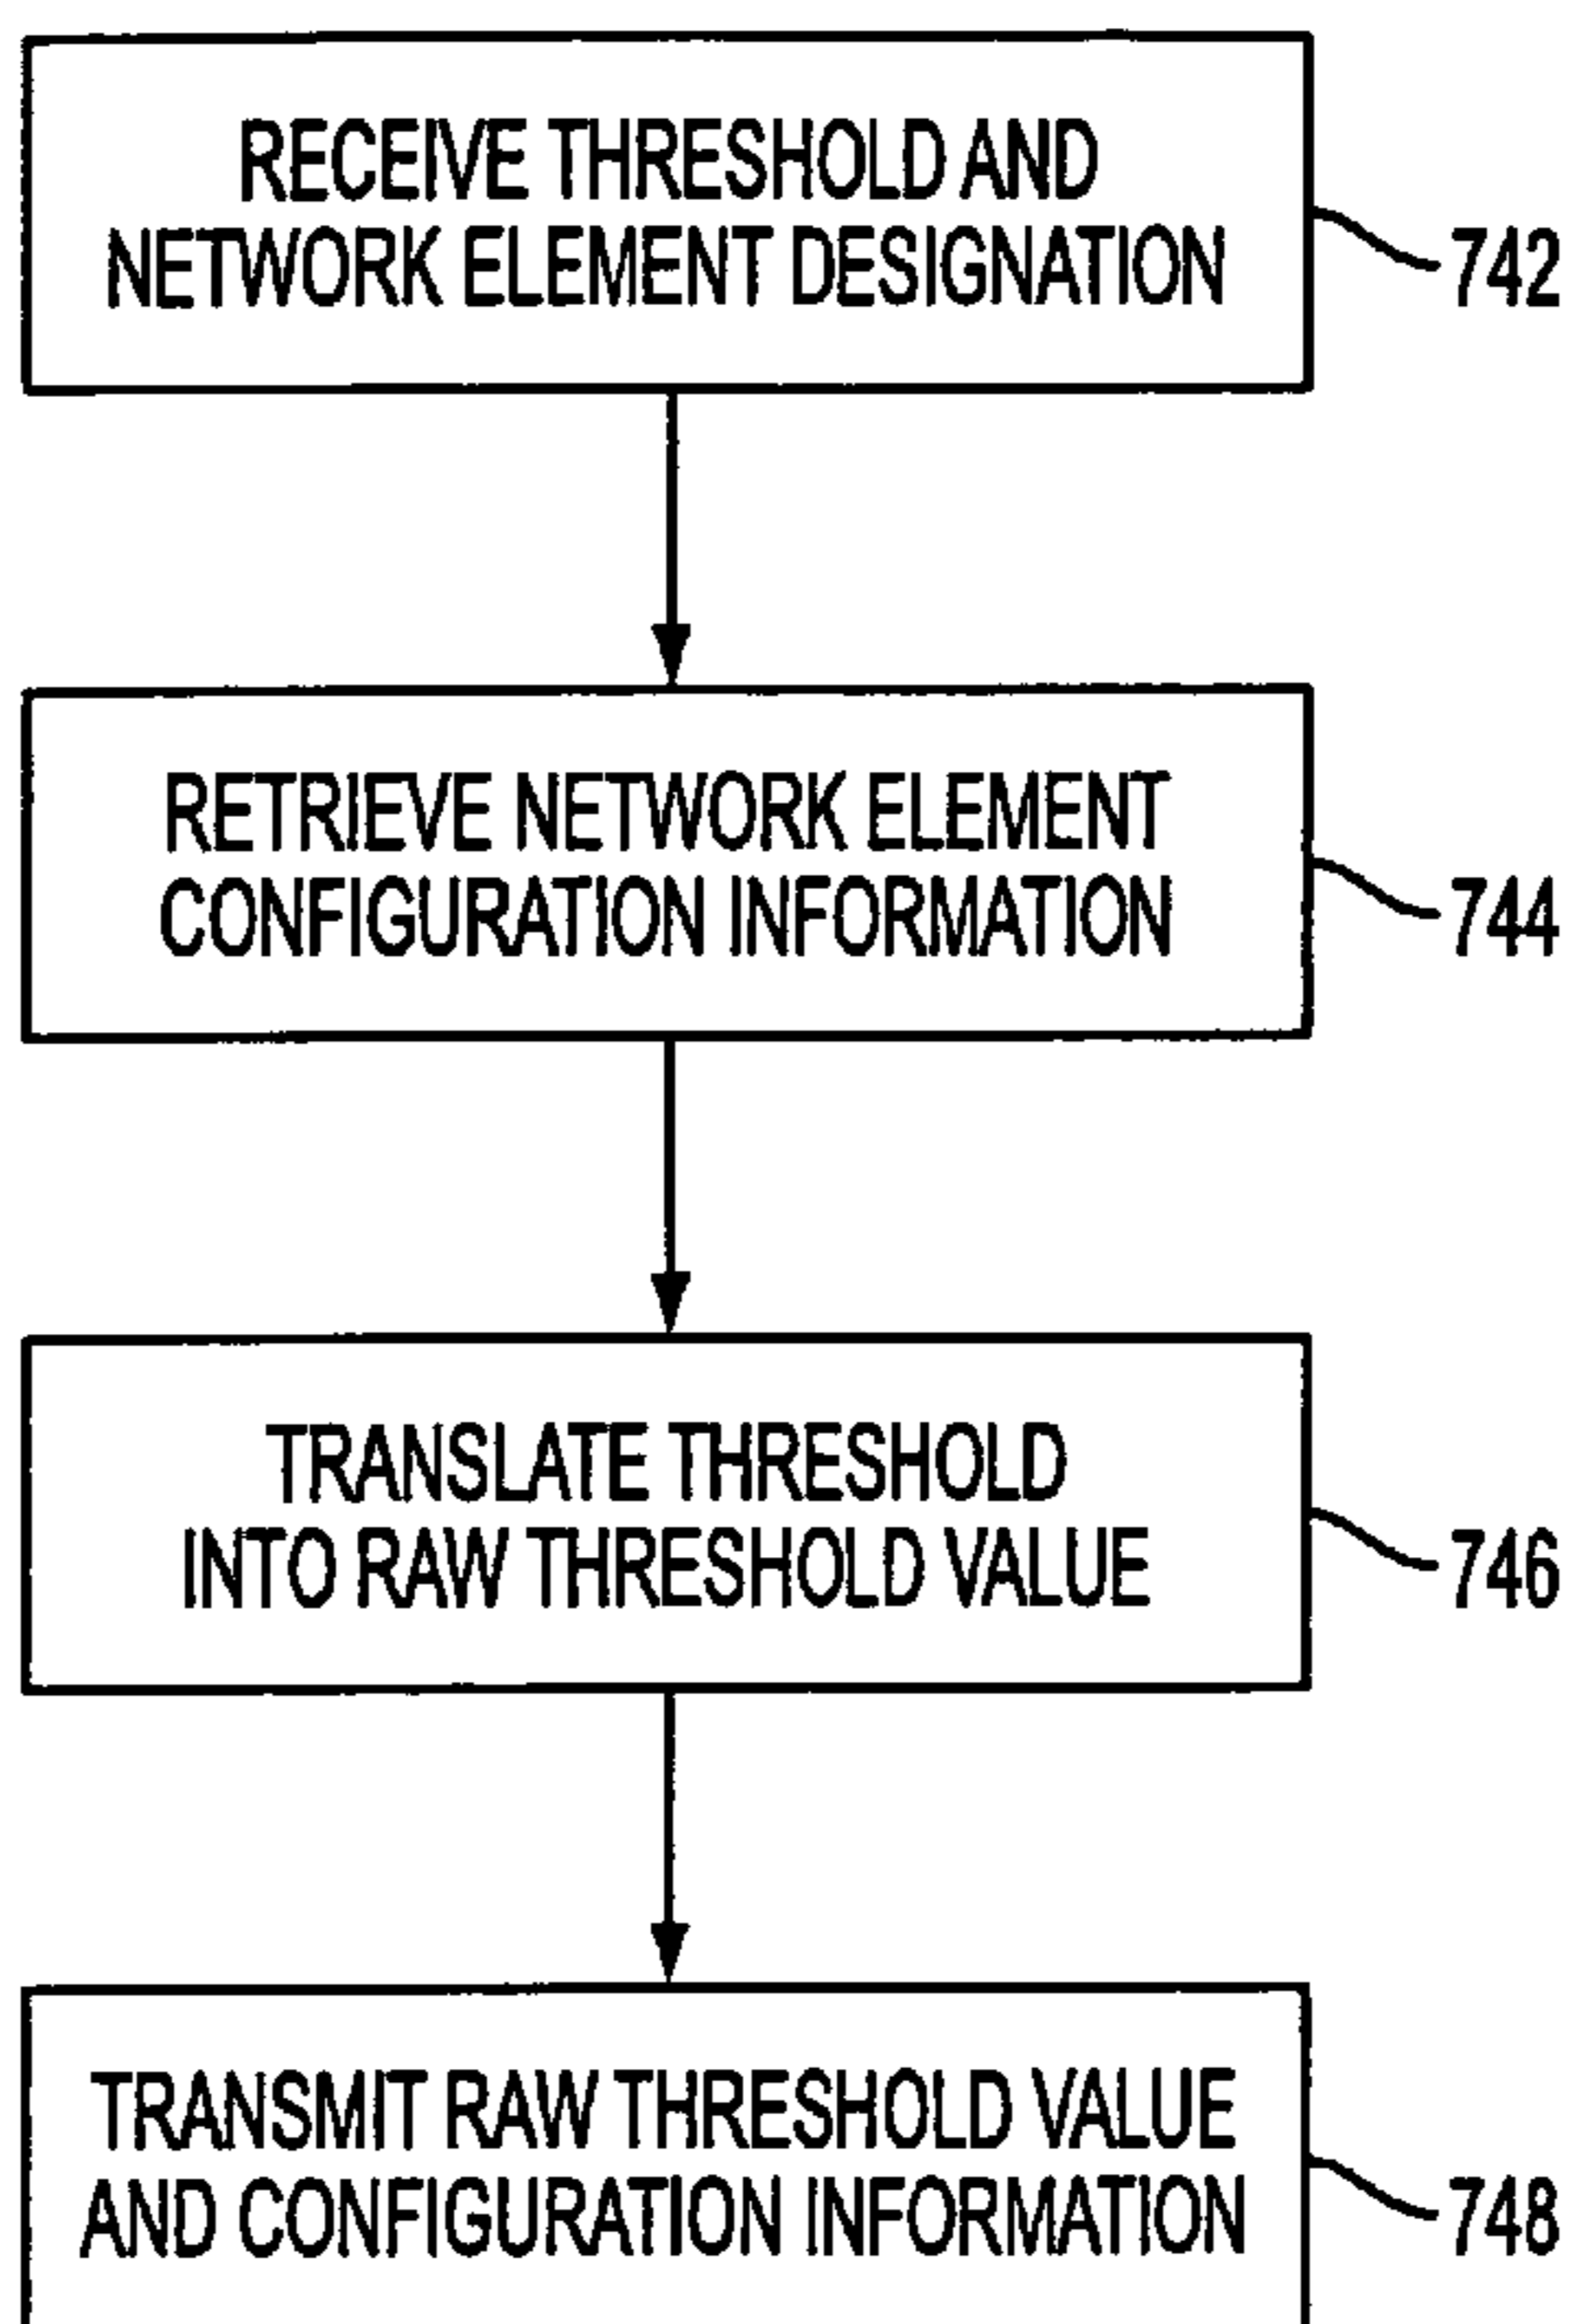 RECEIVE THRESHOLD AND
NETWORK ELEMENT DESIGNATION
742
RETRIEVE NETWORK ELEMENT
CONFIGURATION INFORMATION
744
TRANSLATE THRESHOLD
INTO RAW THRESHOLD VALUE
746
TRANSMIT RAW THRESHOLD VALUE
AND CONFIGURATION INFORMATION
748